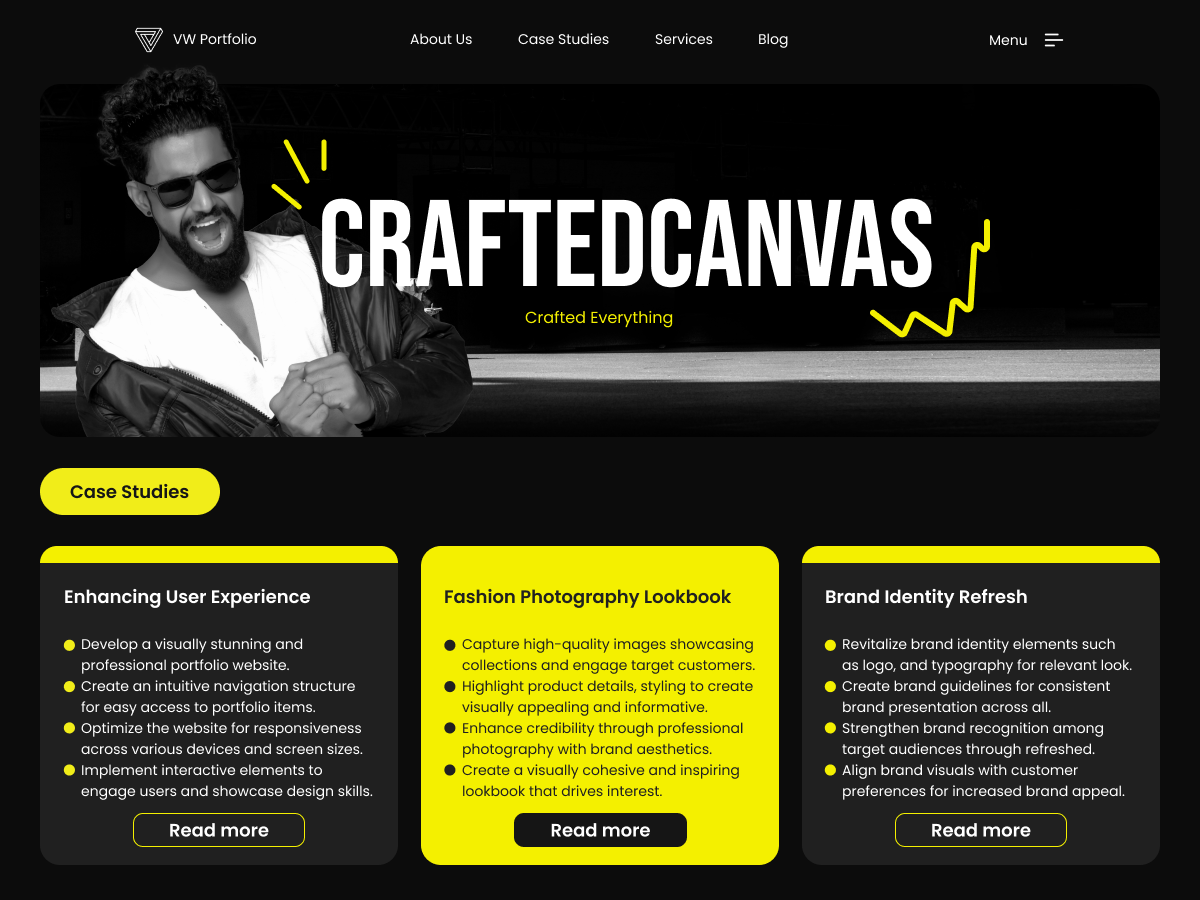 VW Portfolio
About Us
Case Studies
Services
Blog
Menu
CRAFTEDCANVAS
Crafted Everything
Case Studies
Enhancing User Experience
Develop a visually stunning and
professional portfolio website.
Create an intuitive navigation structure
for easy access to portfolio items.
Optimize the website for responsiveness
across various devices and screen sizes.
Implement interactive elements to
engage users and showcase design skills.
Read more
Fashion Photography Lookbook
Capture high-quality images showcasing
collections and engage target customers.
Highlight product details, styling to create
visually appealing and informative.
Enhance credibility through professional
photography with brand aesthetics.
Create a visually cohesive and inspiring
lookbook that drives interest.
Read more
Brand Identity Refresh
Revitalize brand identity elements such
as logo, and typography for relevant look.
Create brand guidelines for consistent
brand presentation across all.
Strengthen brand recognition among
target audiences through refreshed.
Align brand visuals with customer
preferences for increased brand appeal.
Read more